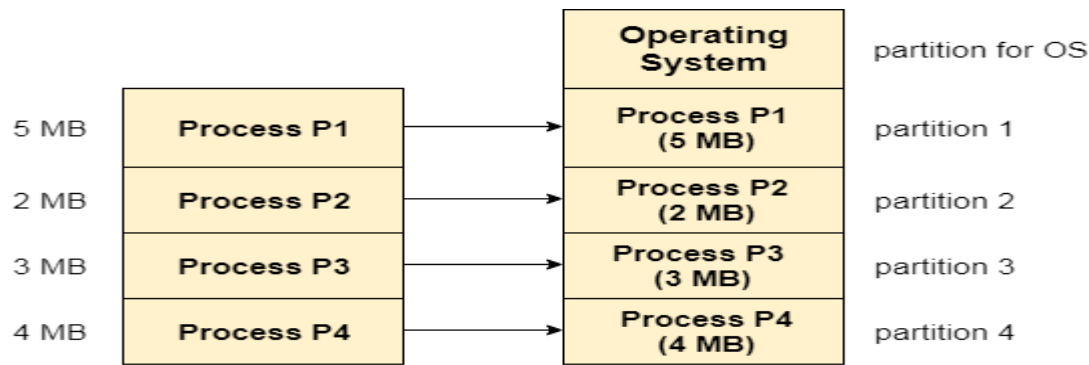 Operating
System
partition for OS
5 MB
Process P1
Process P1
(5 MB)
partition 1
2 MB
Process P2
Process P2
(2 MB)
partition 2
3 MB
Process P3
Process P3
(3 MB)
partition 3
4 MB
Process P4
Process P4
(4 MB)
partition 4